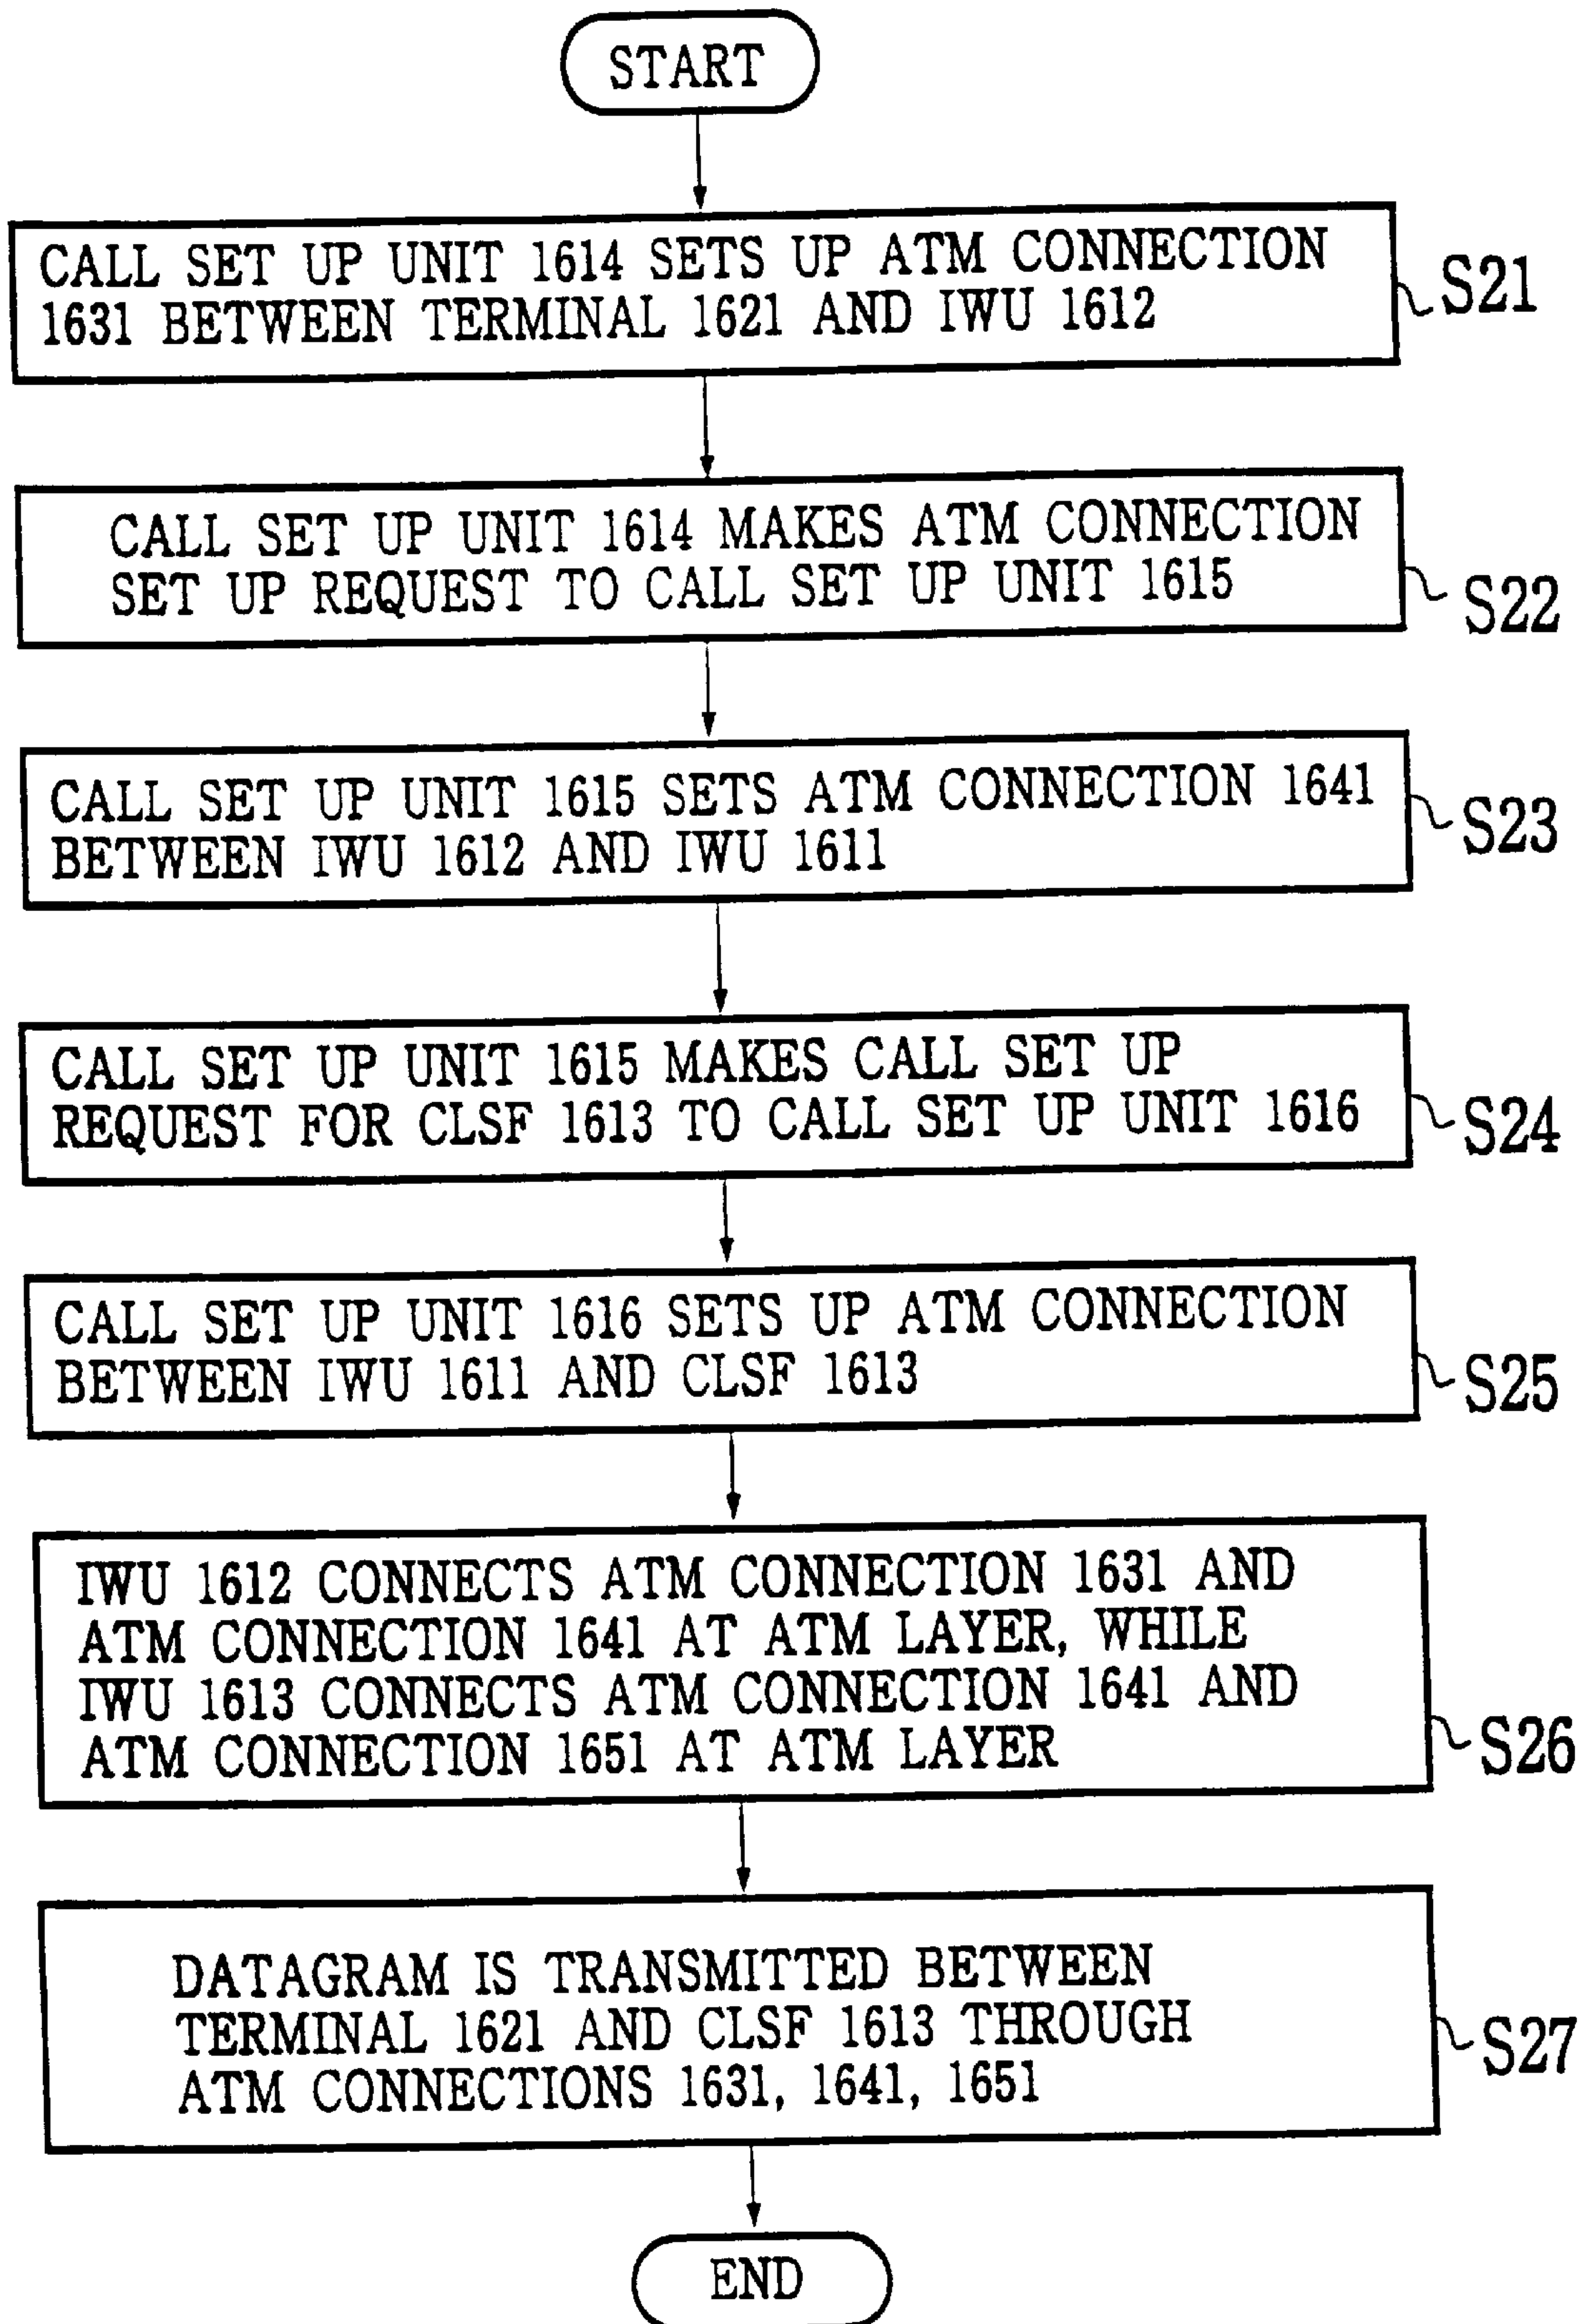 START
CALL SET UP UNIT 1614 SETS UP ATM CONNECTION
1631 BETWEEN TERMINAL 1621 AND IWU 1612
S21
CALL SET UP UNIT 1614 MAKES ATM CONNECTION
SET UP REQUEST TO CALL SET UP UNIT 1615
S22
CALL SET UP UNIT 1615 SETS ATM CONNECTION 1641
BETWEEN IWU 1612 AND IWU 1611
S23
CALL SET UP UNIT 1615 MAKES CALL SET UP
REQUEST FOR CLSF 1613 TO CALL SET UP UNIT 1616
S24
CALL SET UP UNIT 1616 SETS UP ATM CONNECTION
BETWEEN IWU 1611 AND CLSF 1613
S25
IWU 1612 CONNECTS ATM CONNECTION 1631 AND
ATM CONNECTION 1641 AT ATM LAYER, WHILE
IWU 1613 CONNECTS ATM CONNECTION 1641 AND
ATM CONNECTION 1651 AT ATM LAYER
S26
DATAGRAM IS TRANSMITTED BETWEEN
TERMINAL 1621 AND CLSF 1613 THROUGH
ATM CONNECTIONS 1631, 1641, 1651
S27
END